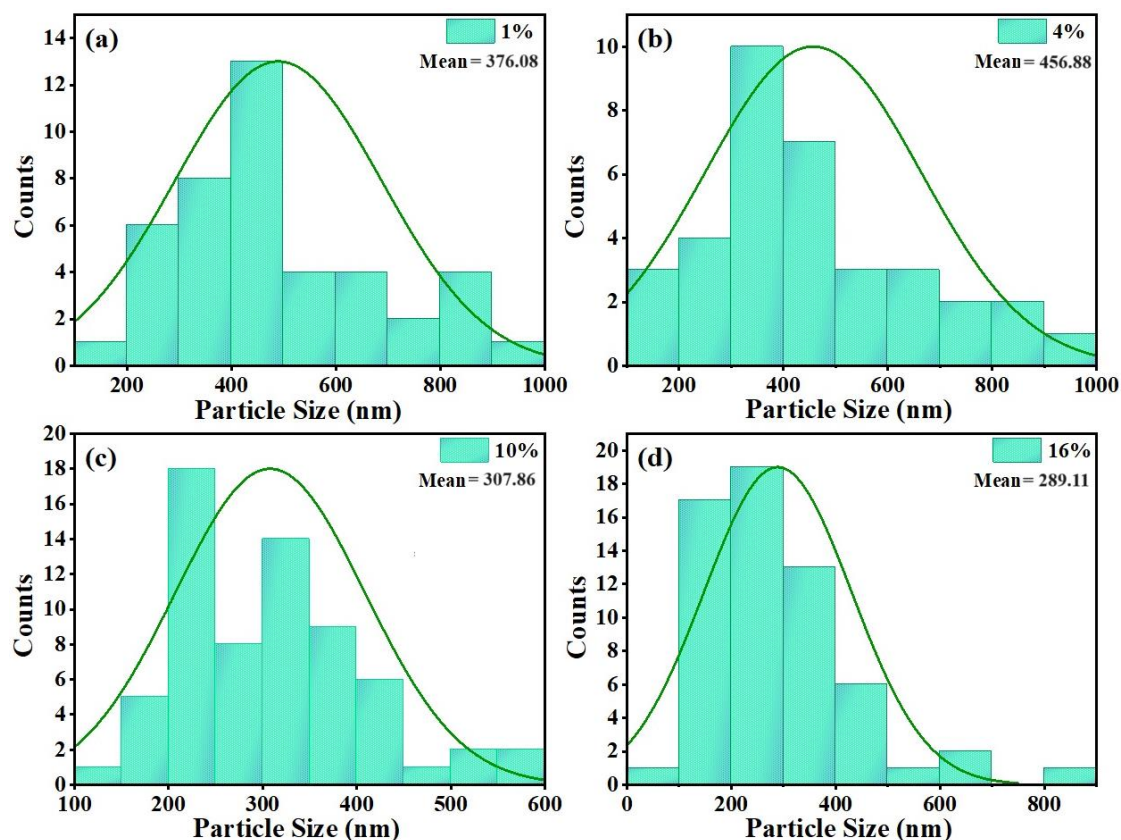 (a)
1%
Mean = 376.08
14
12
10
8
6
4
2
0
Counts
200 400 600 800 1000
Particle Size (nm)
(b)
4%
Mean = 456.88
10
8
6
4
2
0
Counts
200 400 600 800 1000
Particle Size (nm)
(c)
10%
Mean = 307.86
20
18
16
14
12
10
8
6
4
2
0
Counts
100 200 300 400 500 600
Particle Size (nm)
(d)
16%
Mean = 289.11
20
18
16
14
12
10
8
6
4
2
0
Counts
0 200 400 600 800
Particle Size (nm)